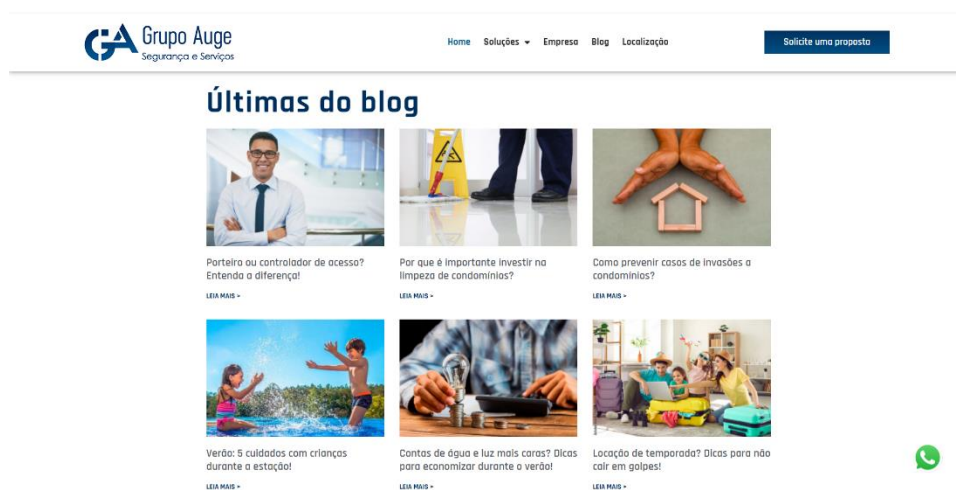 Grupo Auge
Segurança e Serviços
Home Soluções Empresa Blog Localização
Solicite uma proposta
Últimas do blog
Porteiro ou controlador de acesso?
Entenda a diferença!
LEIA MAIS »
Por que é importante investir na
limpeza de condomínios?
LEIA MAIS »
Como prevenir casos de invasões a
condomínios?
LEIA MAIS »
Verão: 5 cuidados com crianças
durante a estação!
LEIA MAIS »
Contas de água e luz mais caras? Dicas
para economizar durante o verão!
LEIA MAIS »
Locação de temporada? Dicas para não
cair em golpes!
LEIA MAIS »